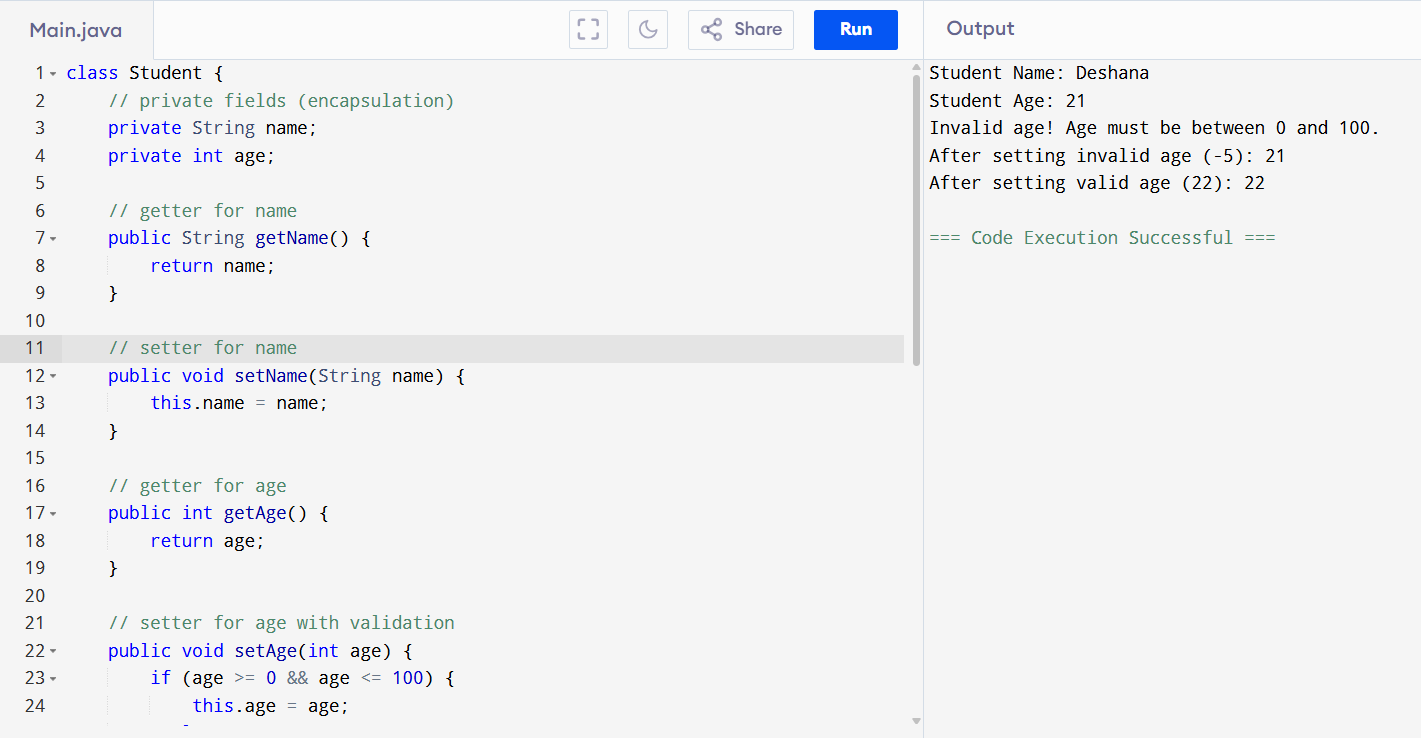 Main.java
Share
Run
Output
1 class Student {
2     // private fields (encapsulation)
3     private String name;
4     private int age;
5
6     // getter for name
7     public String getName() {
8         return name;
9     }
10
11     // setter for name
12     public void setName(String name) {
13         this.name = name;
14     }
15
16     // getter for age
17     public int getAge() {
18         return age;
19     }
20
21     // setter for age with validation
22     public void setAge(int age) {
23         if (age >= 0 && age <= 100) {
24             this.age = age;
Student Name: Deshana
Student Age: 21
Invalid age! Age must be between 0 and 100.
After setting invalid age (-5): 21
After setting valid age (22): 22
=== Code Execution Successful ===